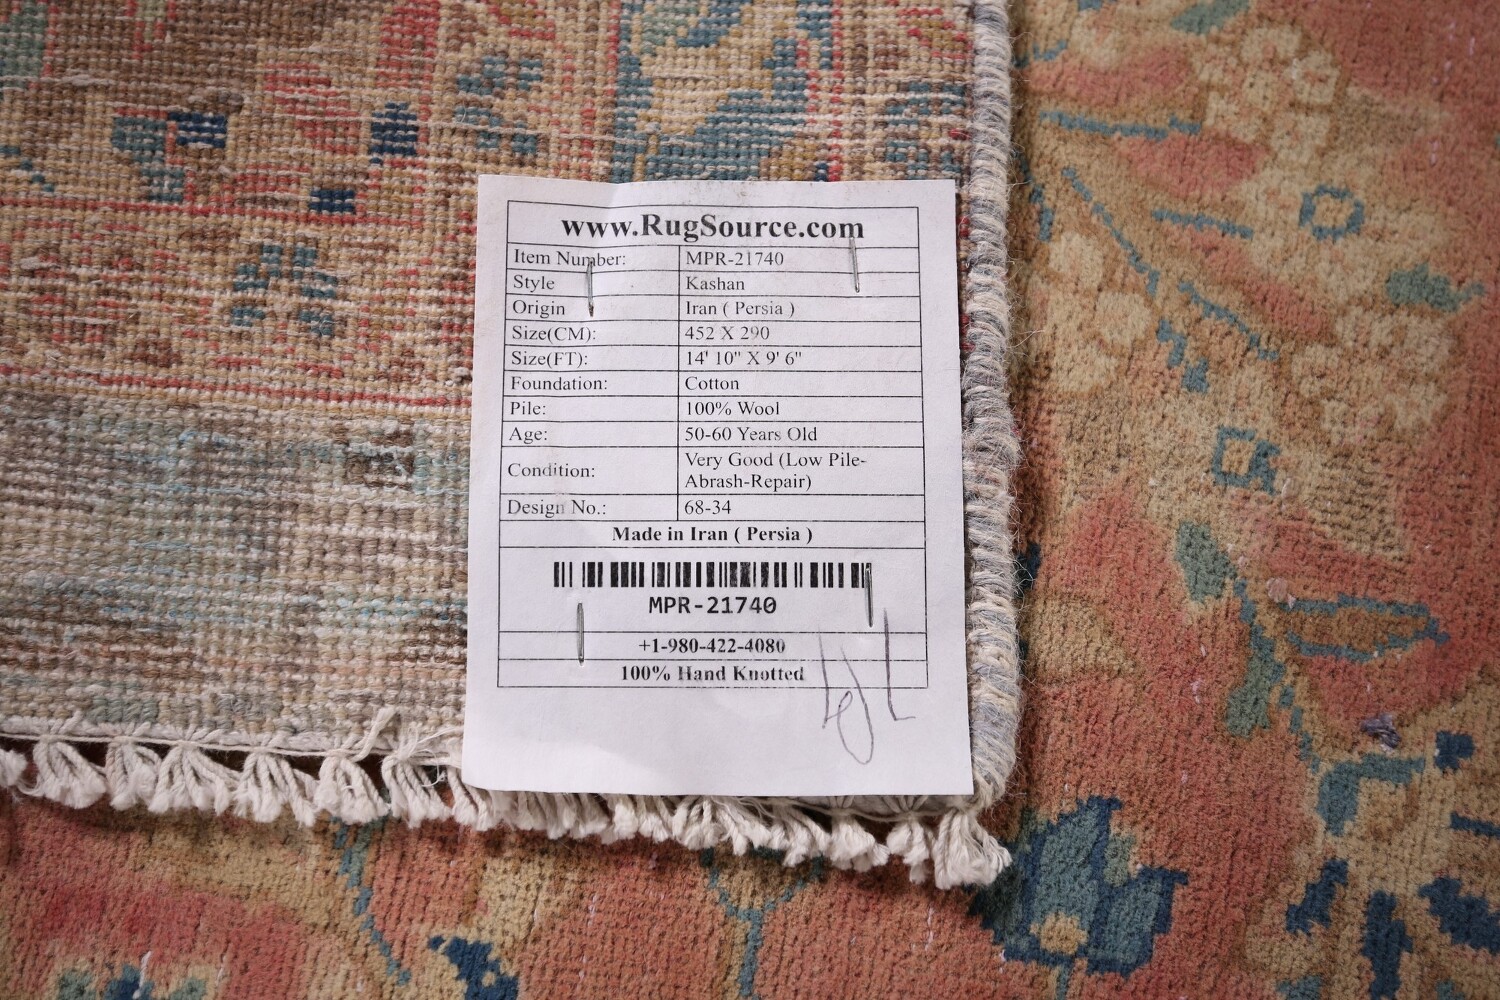 www.RugSource.com
Item Number: MPR-21740
Style Kashan
Origin Iran ( Persia )
Size(CM): 452 X 290
Size(FT): 14' 10" X 9' 6"
Foundation: Cotton
Pile: 100% Wool
Age: 50-60 Years Old
Condition: Very Good (Low Pile-
Abrash-Repair)
Design No.: 68-34
Made in Iran ( Persia )
MPR-21740
+1-980-422-4080
100% Hand Knotted